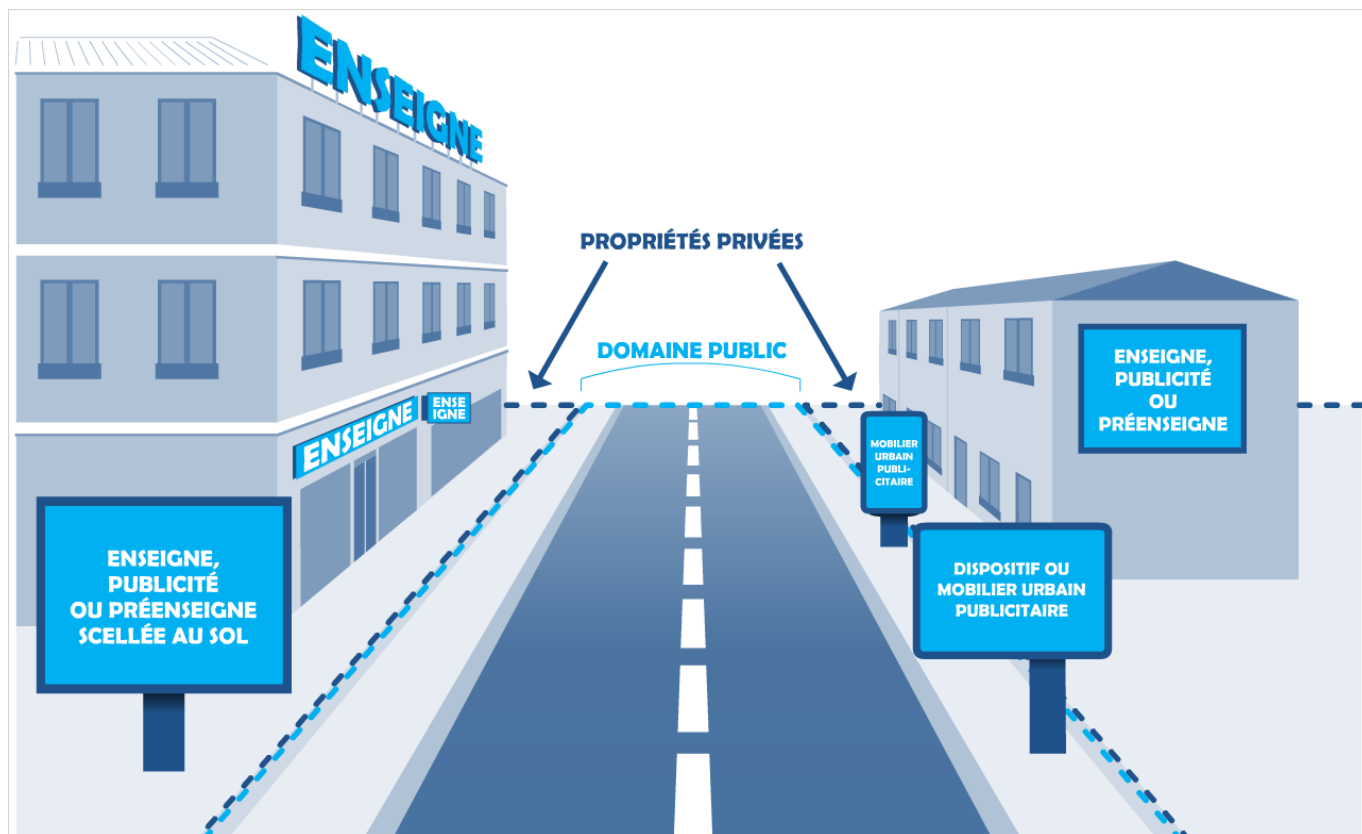 ENSEIGNE
PROPRIÉTÉS PRIVÉES
DOMAINE PUBLIC
ENSEIGNE
ENSE
IGNE
ENSEIGNE,
PUBLICITÉ
OU
PRÉENSEIGNE
MOBILIER
URBAIN
PUBLI-
CITAIRE
ENSEIGNE,
PUBLICITÉ
OU PRÉENSEIGNE
SCELLÉE AU SOL
DISPOSITIF OU
MOBILIER URBAIN
PUBLICITAIRE